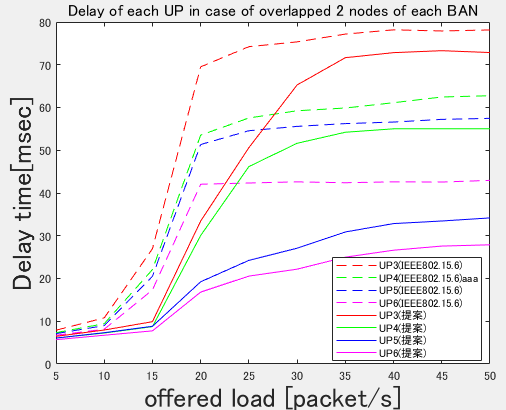 Delay of each UP in case of overlapped 2 nodes of each BAN
Delay time[msec]
80
70
60
50
40
30
20
10
0
5
10
15
20
25
30
35
40
45
50
offered load [packet/s]
UP3(IEEE802.15.6)
UP4(IEEE802.15.6)aaa
UP5(IEEE802.15.6)
UP6(IEEE802.15.6)
UP3(提案)
UP4(提案)
UP5(提案)
UP6(提案)